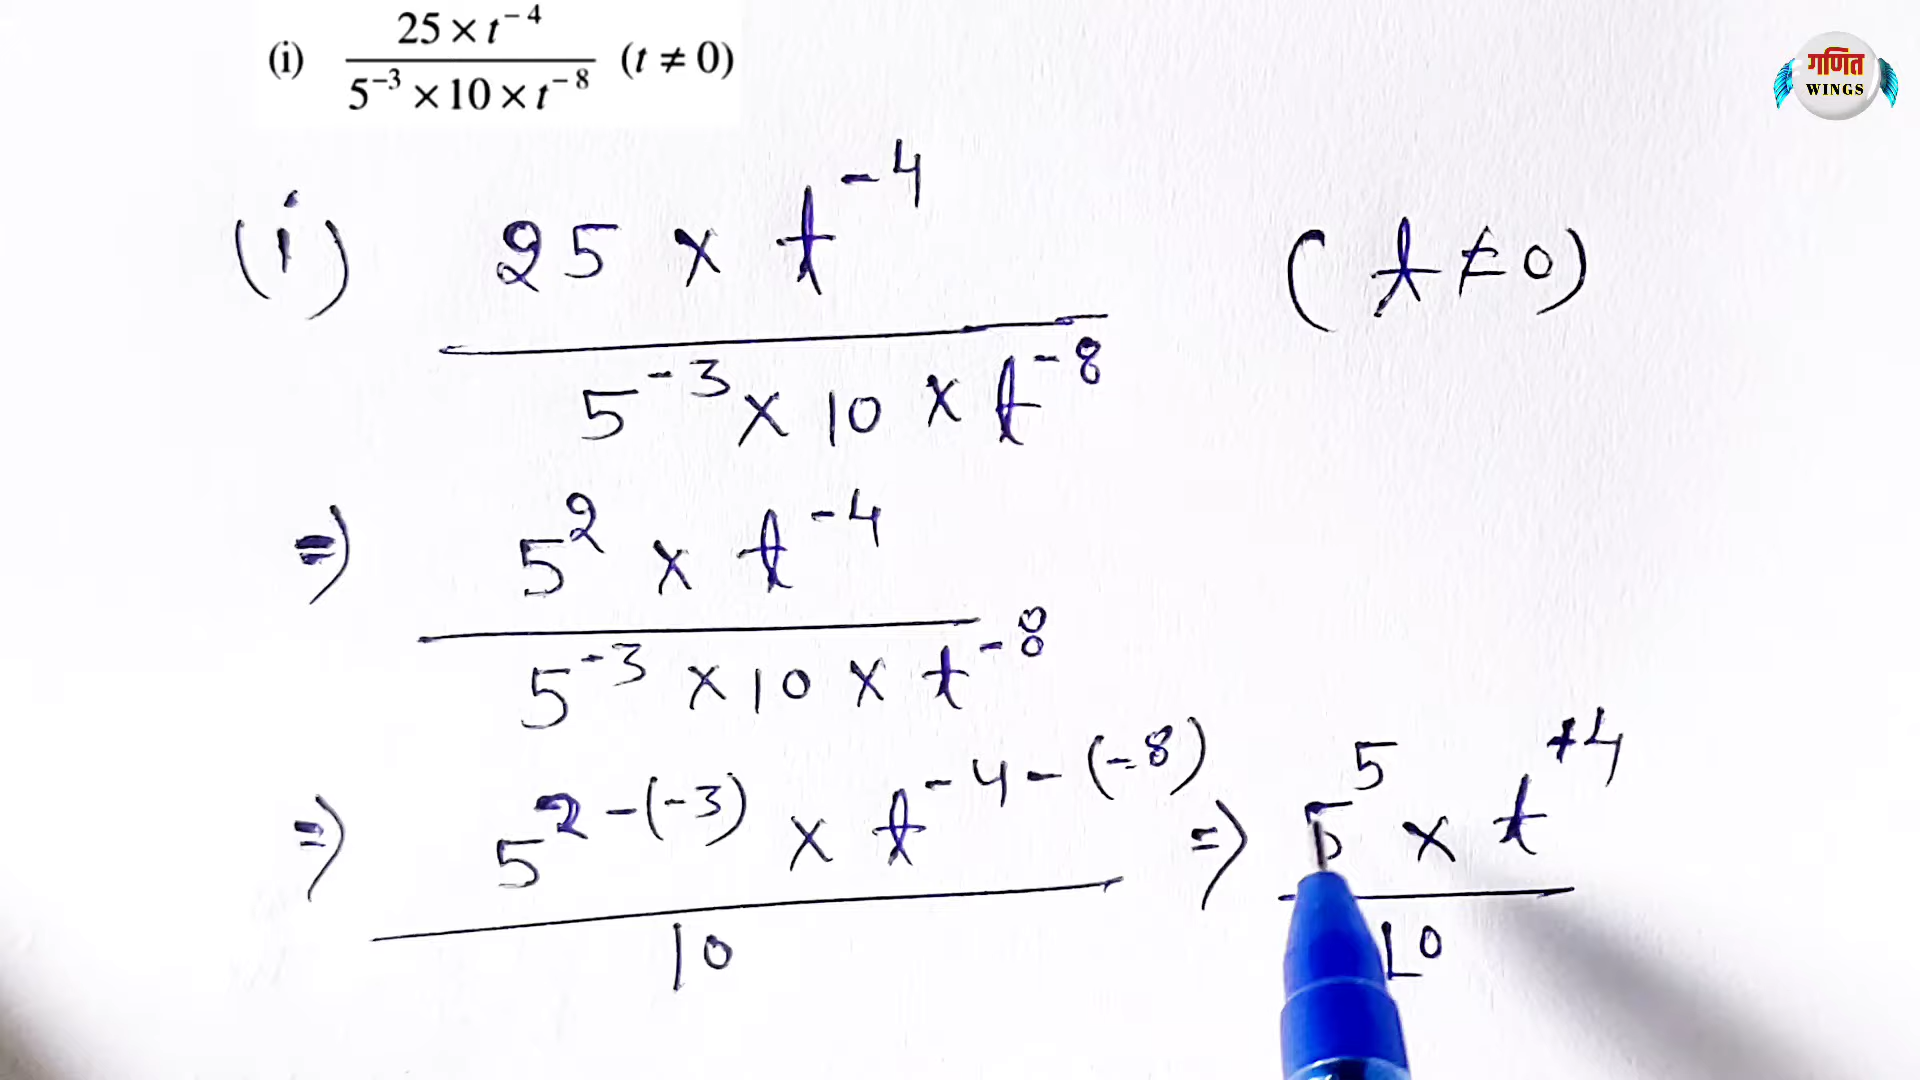 (i) 25 × t⁻⁴ / 5⁻³ × 10 × t⁻⁸ (t ≠ 0)
गणित
WINGS
(i) 25 × t⁻⁴ / 5⁻³ × 10 × t⁻⁸ (t ≠ 0)
⇒ 5² × t⁻⁴ / 5⁻³ × 10 × t⁻⁸
⇒ 5²⁻⁽⁻³⁾ × t⁻⁴⁻⁽⁻⁸⁾ / 10 ⇒ 5⁵ × t⁺⁴ / 10